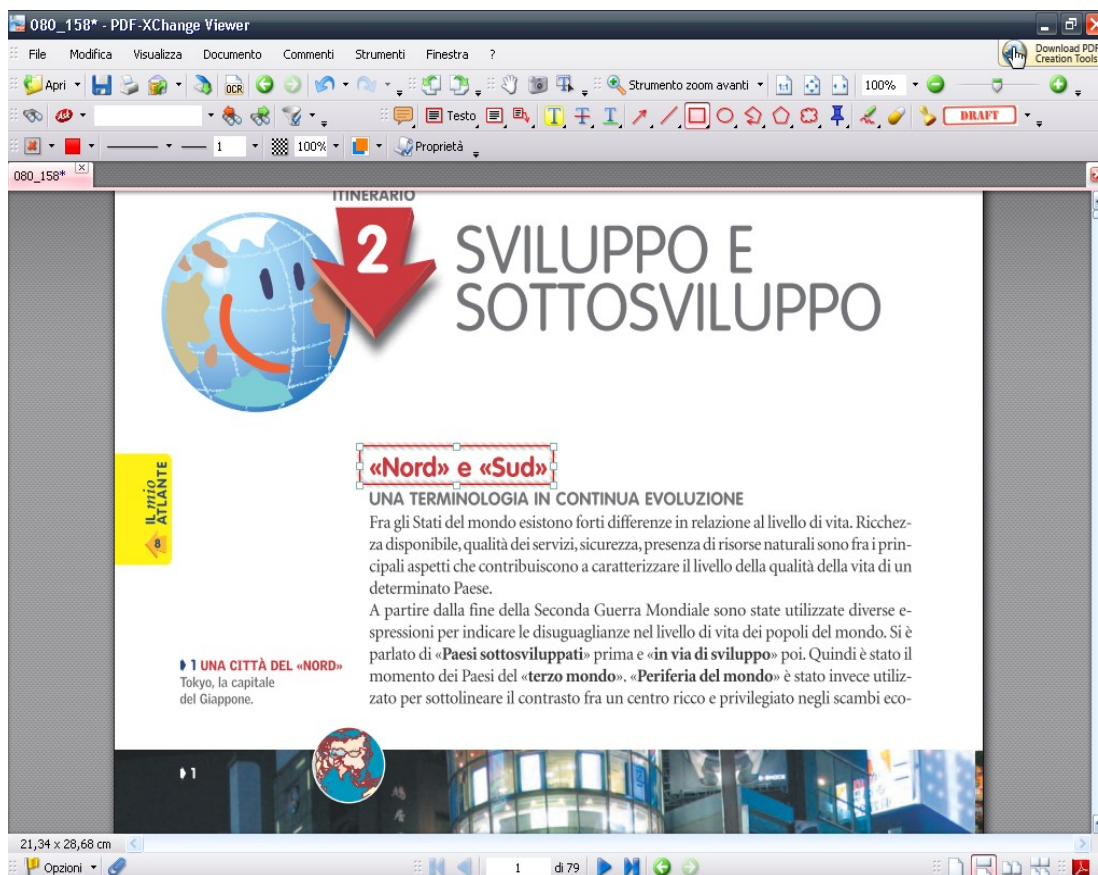 080_158* - PDF-XChange Viewer
File Modifica Visualizza Documento Commenti Strumenti Finestra ?
Download PDF
Creation Tools
Apri OCR Strumento zoom avanti 1:1 100%
Testo T T T DRAFT
1 100% Proprietà
080_158* X
ITINERARIO
2
SVILUPPO E
SOTTOSVILUPPO
IL mio
ATLANTE
8
«Nord» e «Sud»
UNA TERMINOLOGIA IN CONTINUA EVOLUZIONE
Fra gli Stati del mondo esistono forti differenze in relazione al livello di vita. Ricchez-
za disponibile, qualità dei servizi, sicurezza, presenza di risorse naturali sono fra i prin-
cipali aspetti che contribuiscono a caratterizzare il livello della qualità della vita di un
determinato Paese.
A partire dalla fine della Seconda Guerra Mondiale sono state utilizzate diverse e-
spressioni per indicare le disuguaglianze nel livello di vita dei popoli del mondo. Si è
parlato di «Paesi sottosviluppati» prima e «in via di sviluppo» poi. Quindi è stato il
momento dei Paesi del «terzo mondo». «Periferia del mondo» è stato invece utiliz-
zato per sottolineare il contrasto fra un centro ricco e privilegiato negli scambi eco-
1 UNA CITTÀ DEL «NORD»
Tokyo, la capitale
del Giappone.
1
21,34 x 28,68 cm
Opzioni 1 di 79